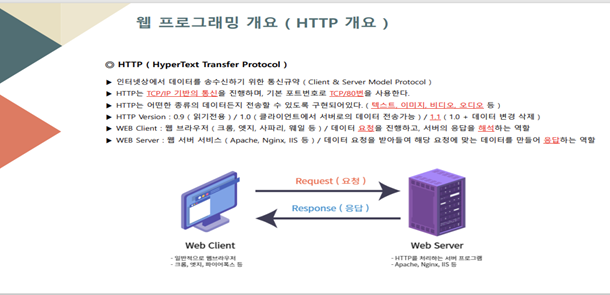 웹 프로그래밍 개요 ( HTTP 개요 )
◎ HTTP ( HyperText Transfer Protocol )
▶ 인터넷상에서 데이터를 송수신하기 위한 통신규약 ( Client & Server Model Protocol )
▶ HTTP는 TCP/IP 기반의 통신을 진행하며, 기본 포트번호로 TCP/80번을 사용한다.
▶ HTTP는 어떠한 종류의 데이터든지 전송할 수 있도록 구현되어있다. ( 텍스트, 이미지, 비디오, 오디오 등 )
▶ HTTP Version : 0.9 ( 읽기전용 ) / 1.0 ( 클라이언트에서 서버로의 데이터 전송가능 ) / 1.1 ( 1.0 + 데이터 변경 삭제 )
▶ WEB Client : 웹 브라우저 ( 크롬, 엣지, 사파리, 웨일 등 ) / 데이터 요청을 진행하고, 서버의 응답을 해석하는 역할
▶ WEB Server : 웹 서버 서비스 ( Apache, Nginx, IIS 등 ) / 데이터 요청을 받아들여 해당 요청에 맞는 데이터를 만들어 응답하는 역할
Request ( 요청 )
Response ( 응답 )
Web Client
- 일반적으로 웹브라우저
- 크롬, 엣지, 파이어폭스 등
Web Server
- HTTP를 처리하는 서버 프로그램
- Apache, Nginx, IIS 등